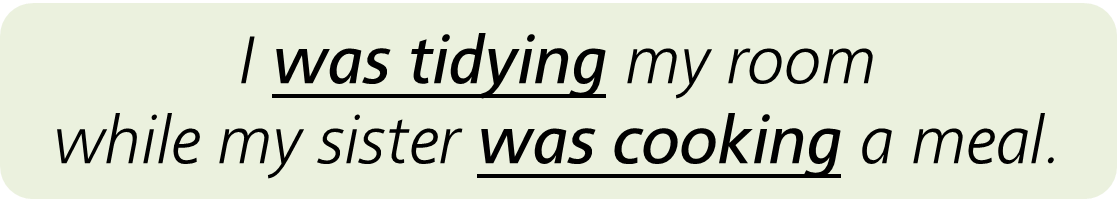 I was tidying my room
while my sister was cooking a meal.